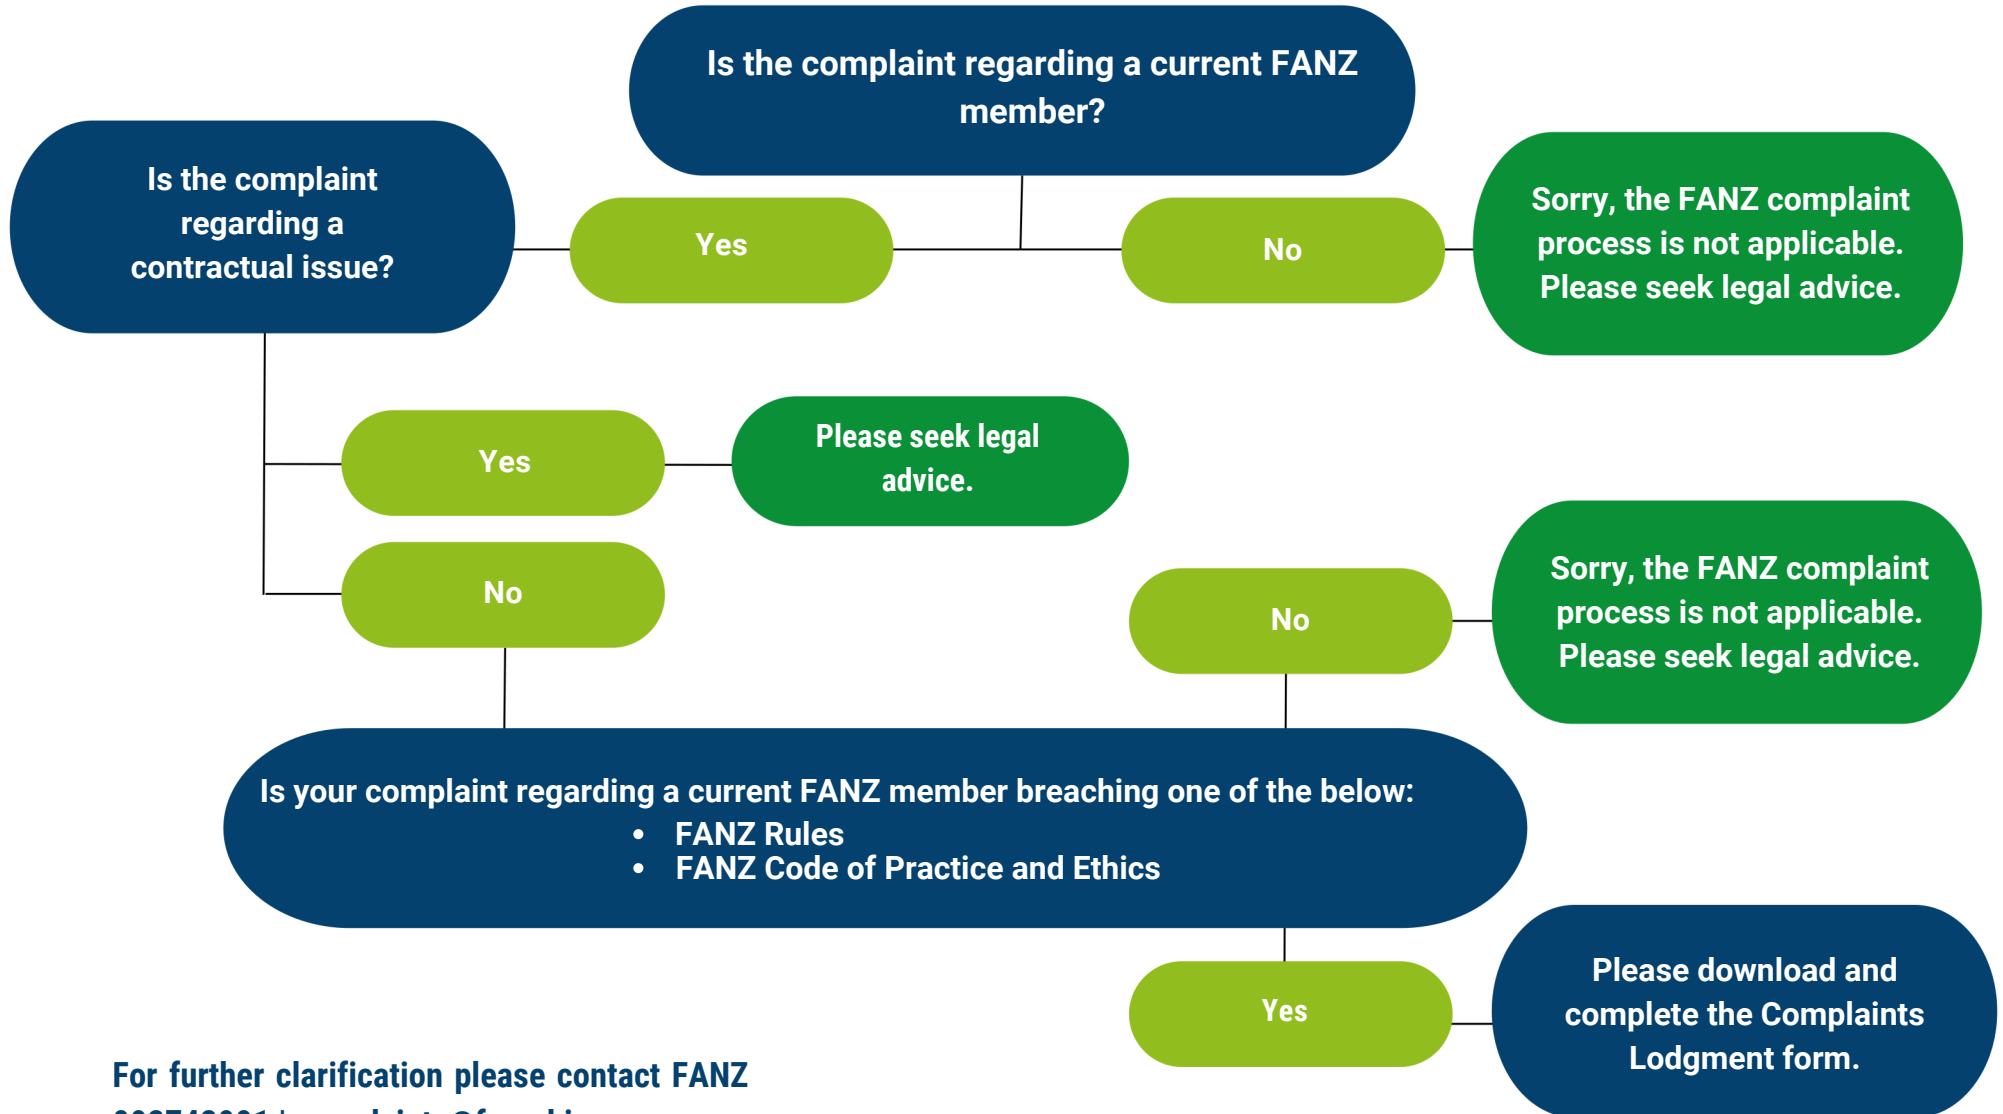 Is the complaint regarding a current FANZ
member?
Is the complaint
regarding a
contractual issue?
Yes
No
Sorry, the FANZ complaint
process is not applicable.
Please seek legal advice.
Yes
Please seek legal
advice.
No
No
Sorry, the FANZ complaint
process is not applicable.
Please seek legal advice.
Is your complaint regarding a current FANZ member breaching one of the below:
• FANZ Rules
• FANZ Code of Practice and Ethics
Yes
Please download and
complete the Complaints
Lodgment form.
For further clarification please contact FANZ